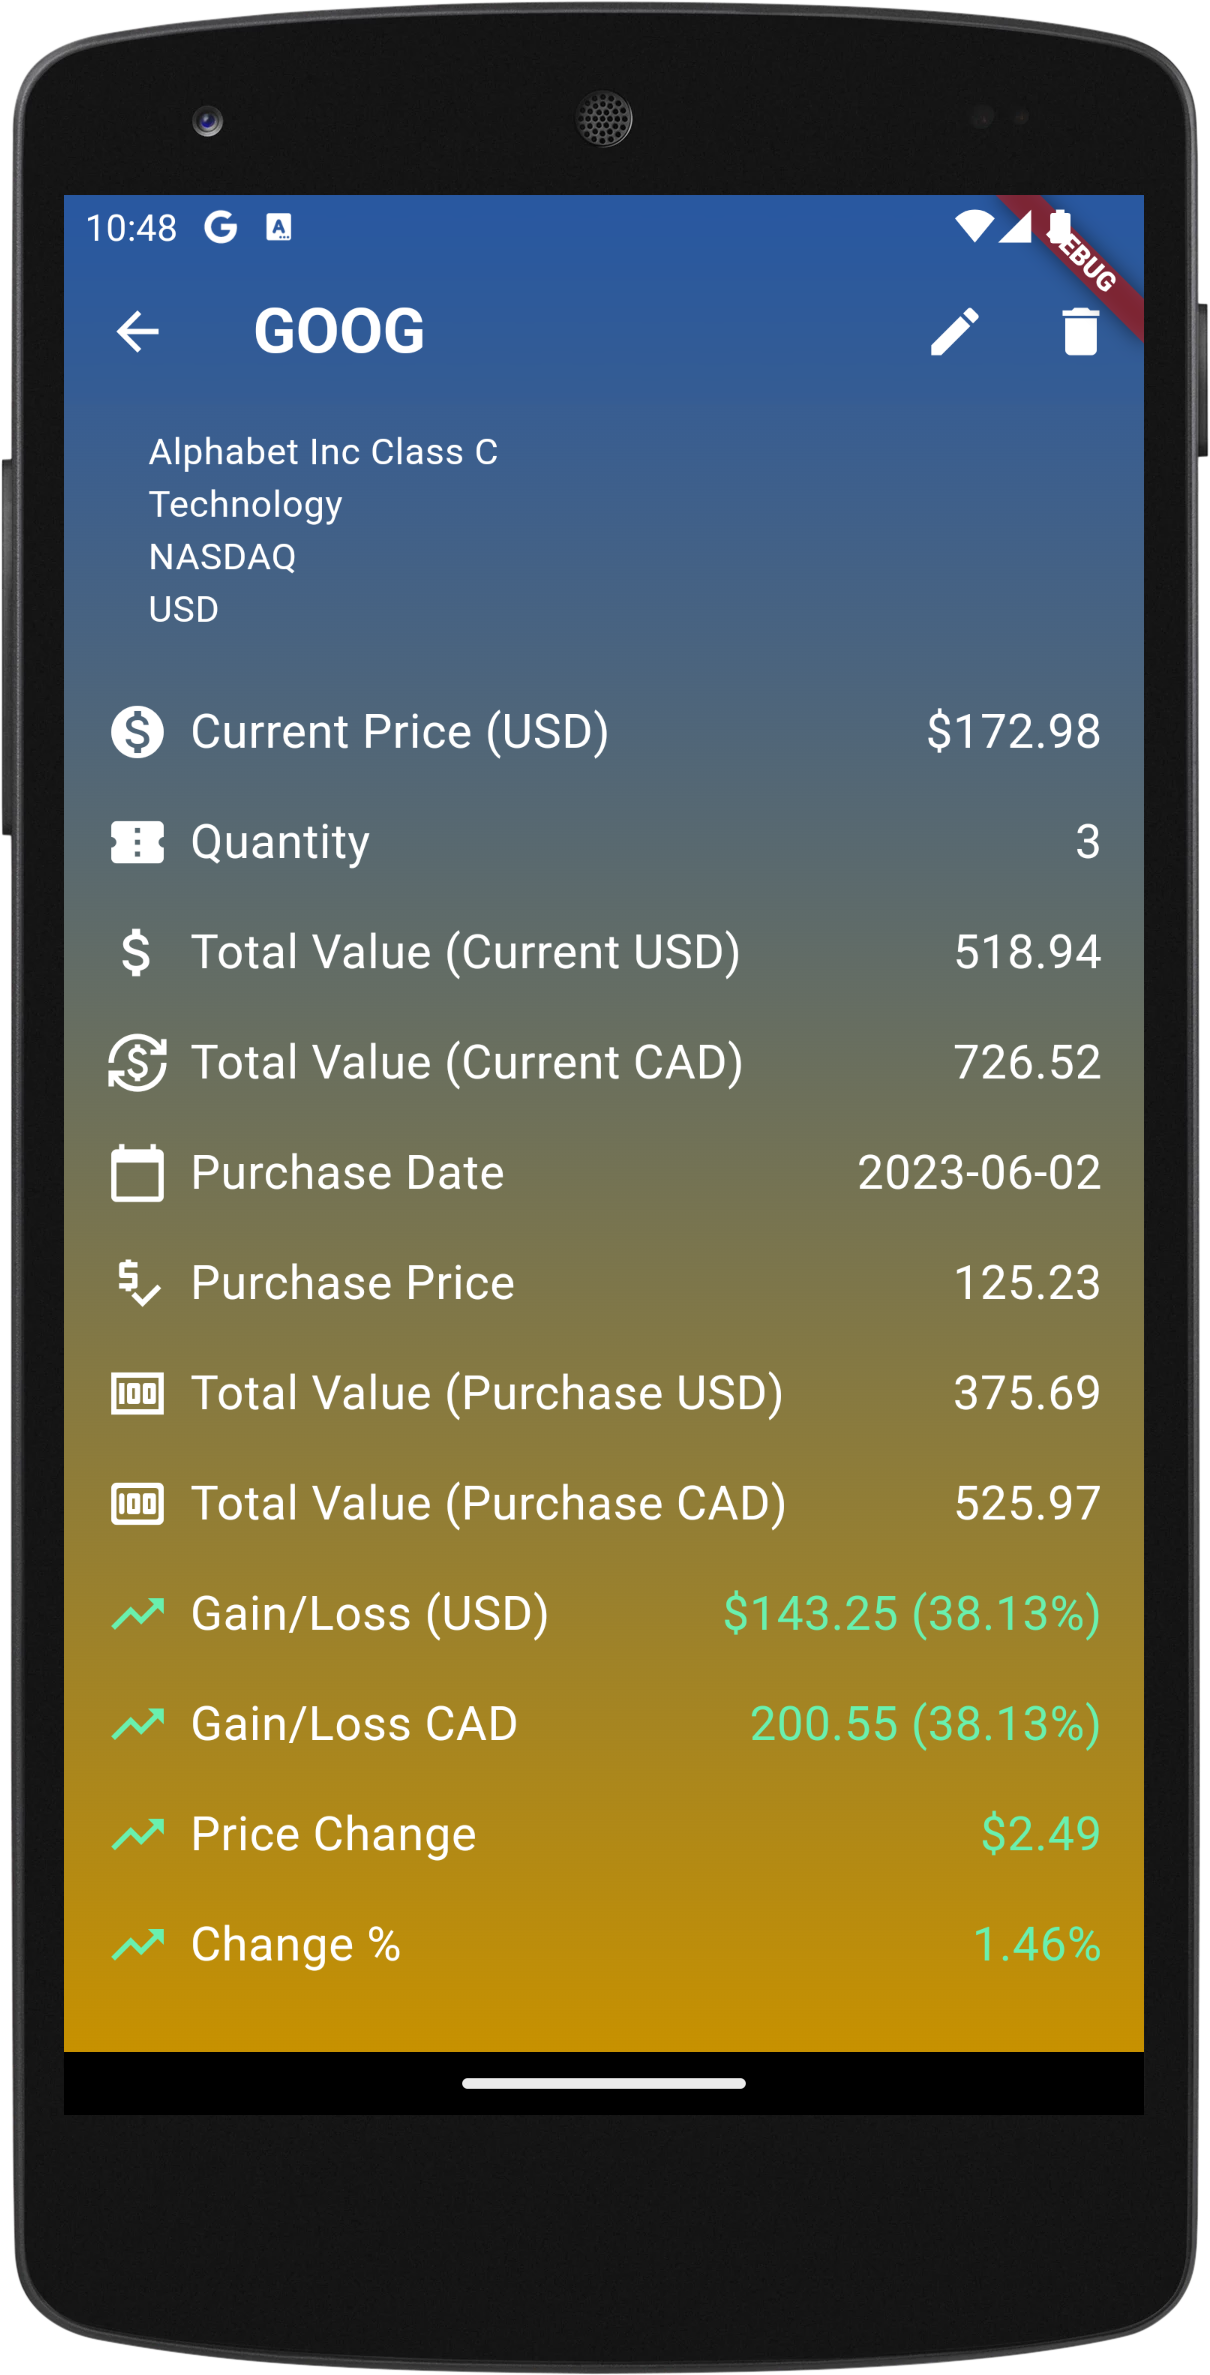 10:48
DEBUG
GOOG
Alphabet Inc Class C
Technology
NASDAQ
USD
Current Price (USD) $172.98
Quantity 3
Total Value (Current USD) 518.94
Total Value (Current CAD) 726.52
Purchase Date 2023-06-02
Purchase Price 125.23
Total Value (Purchase USD) 375.69
Total Value (Purchase CAD) 525.97
Gain/Loss (USD) $143.25 (38.13%)
Gain/Loss CAD 200.55 (38.13%)
Price Change $2.49
Change % 1.46%